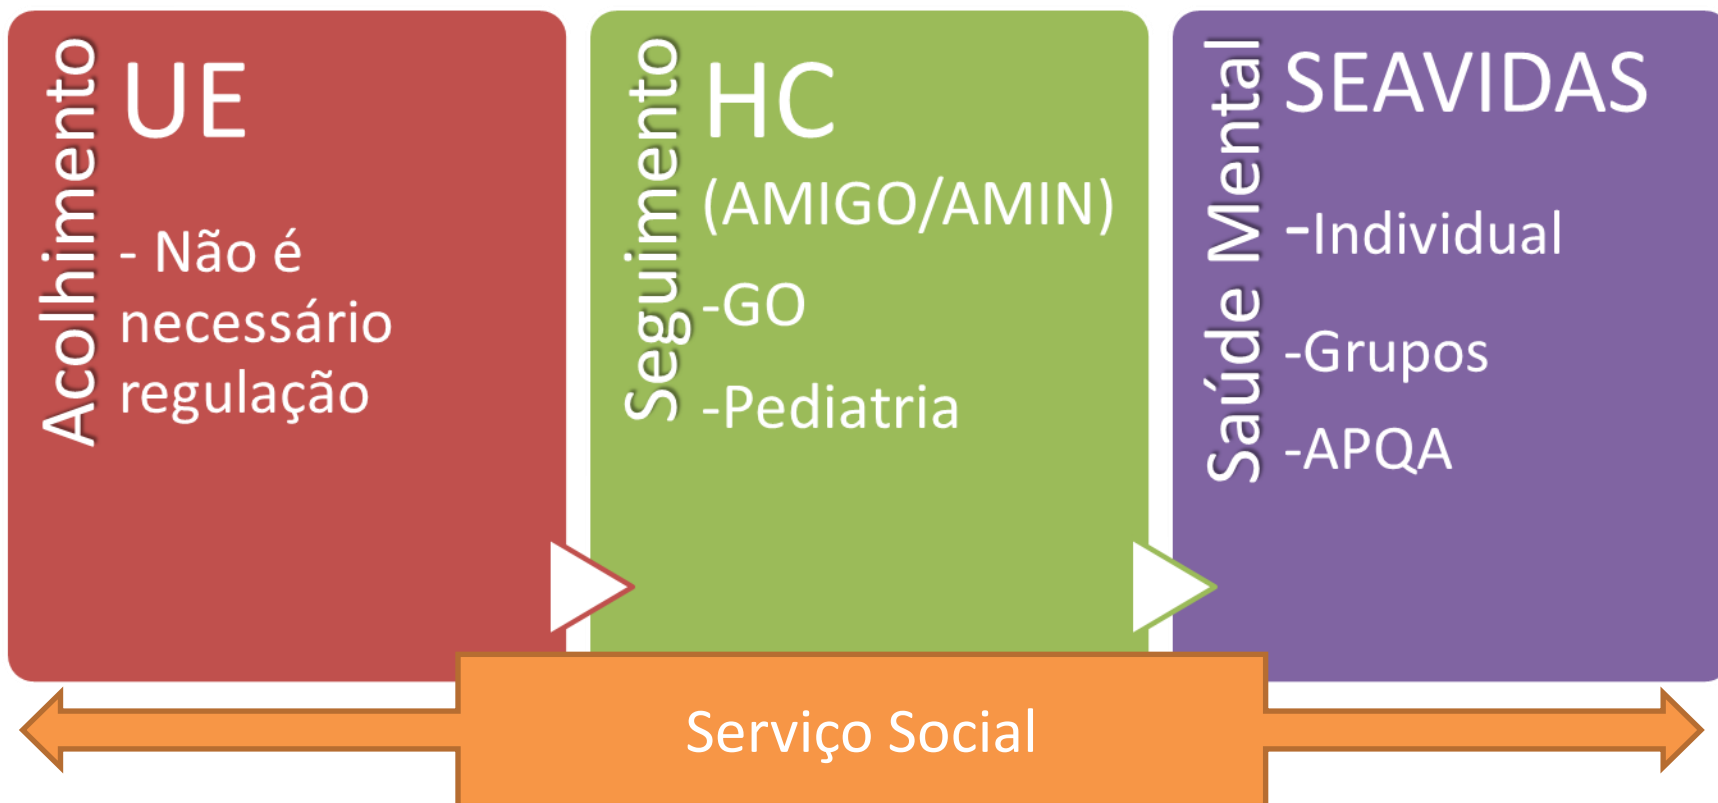 Acolhimento
UE
- Não é
necessário
regulação
Seguimento
HC
(AMIGO/AMIN)
-GO
-Pediatria
Saúde Mental
SEAVIDAS
-Individual
-Grupos
-APQA
Serviço Social